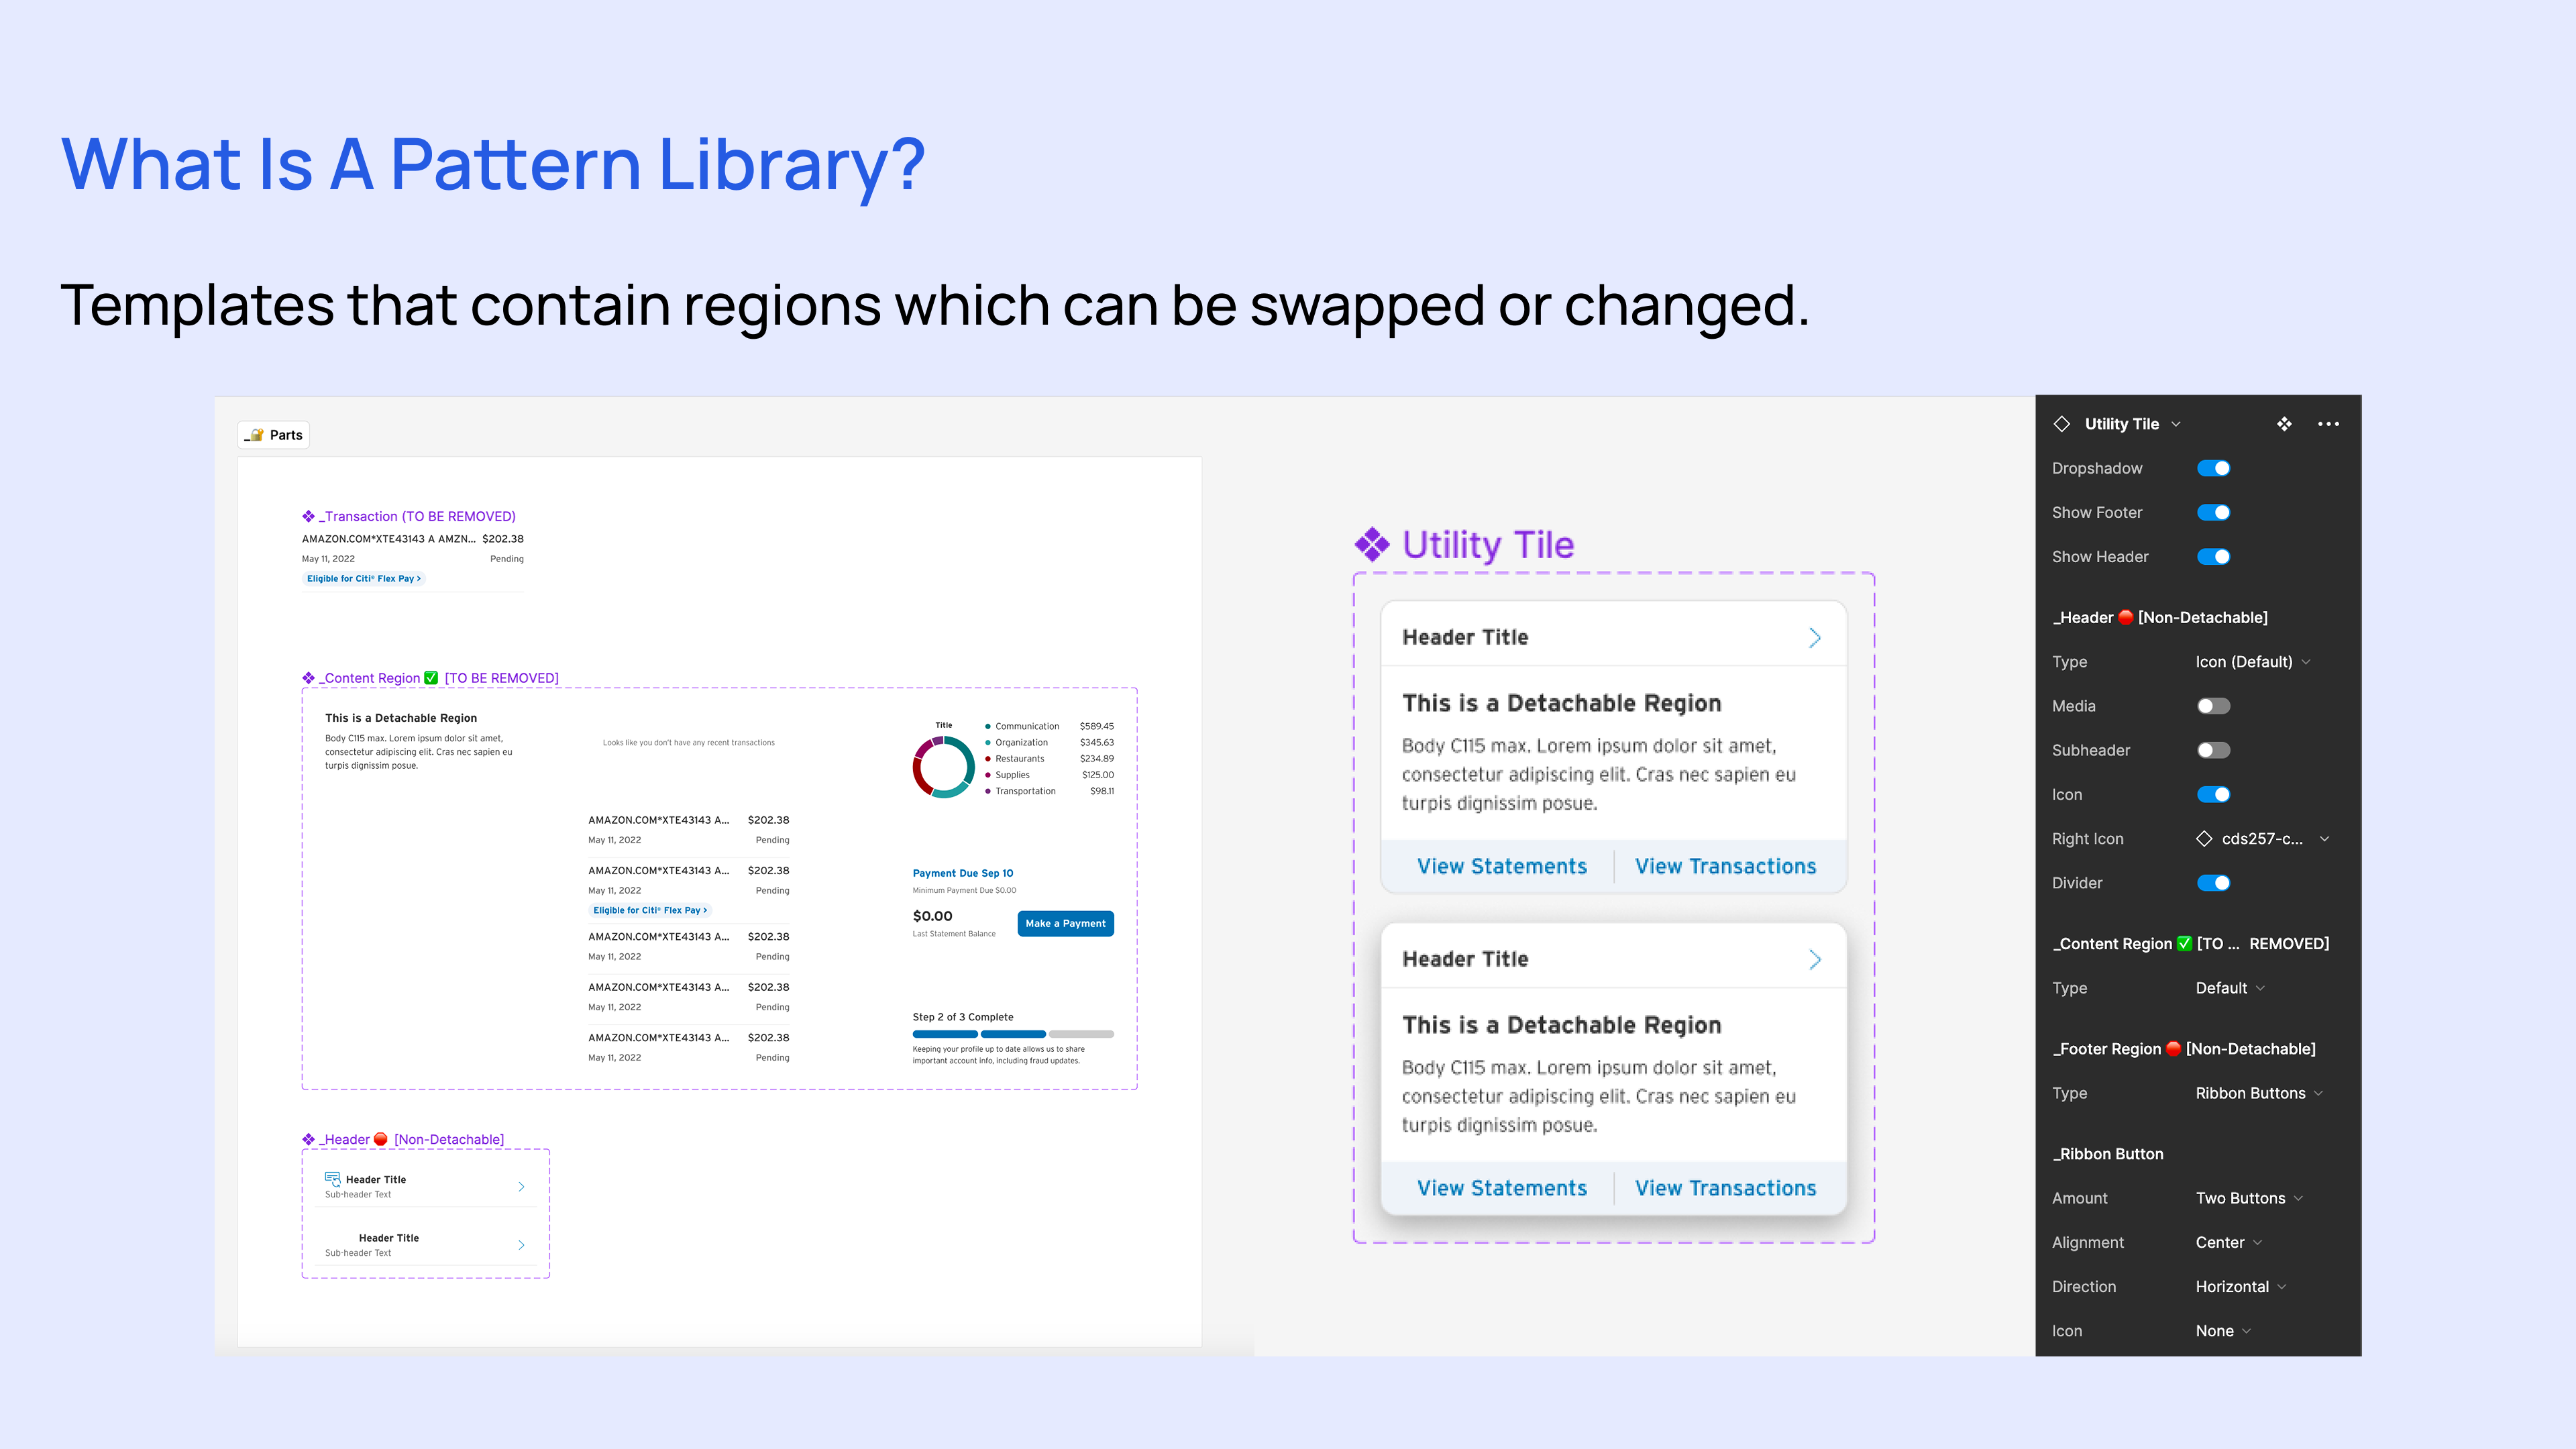 What Is A Pattern Library?
Templates that contain regions which can be swapped or changed.
_🔐 Parts
_Transaction (TO BE REMOVED)
AMAZON.COM*XTE43143 A AMZN... $202.38
May 11, 2022 Pending
Eligible for Citi® Flex Pay >
_Content Region ✅ [TO BE REMOVED]
This is a Detachable Region
Body C115 max. Lorem ipsum dolor sit amet,
consectetur adipiscing elit. Cras nec sapien eu
turpis dignissim posue.
Looks like you don't have any recent transactions
AMAZON.COM*XTE43143 A... $202.38
May 11, 2022 Pending
AMAZON.COM*XTE43143 A... $202.38
May 11, 2022 Pending
Eligible for Citi® Flex Pay >
AMAZON.COM*XTE43143 A... $202.38
May 11, 2022 Pending
AMAZON.COM*XTE43143 A... $202.38
May 11, 2022 Pending
AMAZON.COM*XTE43143 A... $202.38
May 11, 2022 Pending
Title
Communication $589.45
Organization $345.63
Restaurants $234.89
Supplies $125.00
Transportation $98.11
Payment Due Sep 10
Minimum Payment Due $0.00
$0.00
Last Statement Balance
Make a Payment
Step 2 of 3 Complete
Keeping your profile up to date allows us to share
important account info, including fraud updates.
_Header 🛑 [Non-Detachable]
Header Title
Sub-header Text
Header Title
Sub-header Text
Utility Tile
Header Title
This is a Detachable Region
Body C115 max. Lorem ipsum dolor sit amet,
consectetur adipiscing elit. Cras nec sapien eu
turpis dignissim posue.
View Statements View Transactions
Header Title
This is a Detachable Region
Body C115 max. Lorem ipsum dolor sit amet,
consectetur adipiscing elit. Cras nec sapien eu
turpis dignissim posue.
View Statements View Transactions
Utility Tile
Dropshadow
Show Footer
Show Header
_Header 🛑 [Non-Detachable]
Type Icon (Default)
Media
Subheader
Icon
Right Icon cds257-c...
Divider
_Content Region ✅ [TO ... REMOVED]
Type Default
_Footer Region 🛑 [Non-Detachable]
Type Ribbon Buttons
_Ribbon Button
Amount Two Buttons
Alignment Center
Direction Horizontal
Icon None